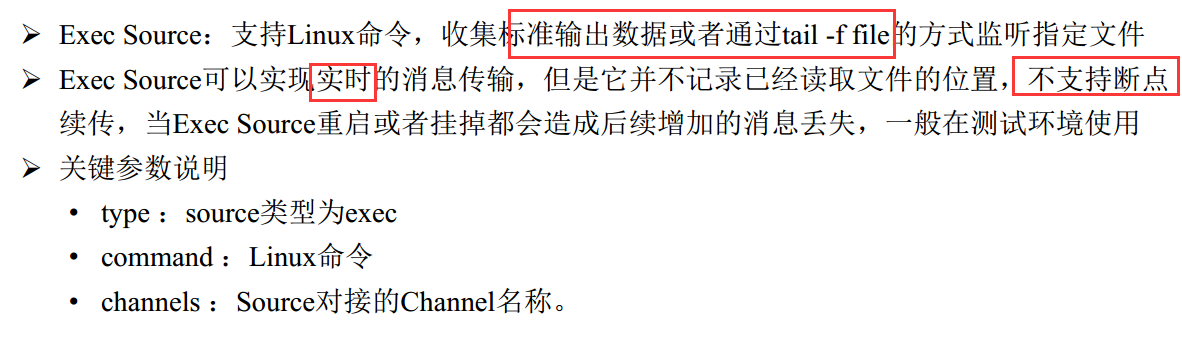 ➢ Exec Source：支持Linux命令，收集标准输出数据或者通过tail -f file的方式监听指定文件
➢ Exec Source可以实现实时的消息传输，但是它并不记录已经读取文件的位置，不支持断点
续传，当Exec Source重启或者挂掉都会造成后续增加的消息丢失，一般在测试环境使用
➢ 关键参数说明
• type ：source类型为exec
• command ：Linux命令
• channels ：Source对接的Channel名称。